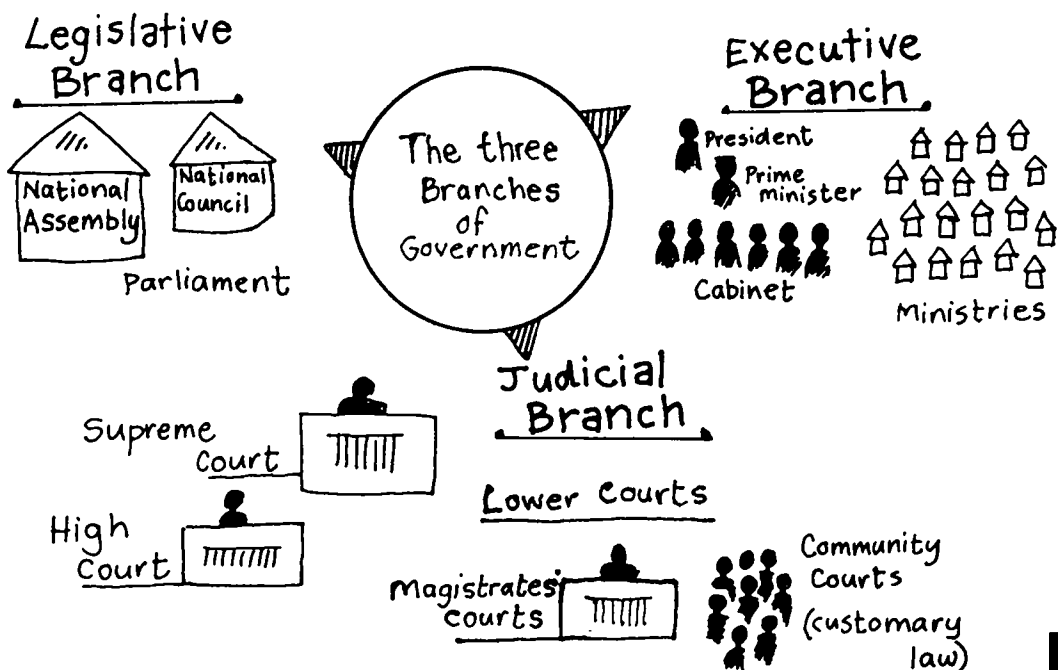 Legislative
Branch
National
Assembly
National
Council
Parliament
The three
Branches
of
Government
Executive
Branch
President
Prime
minister
Cabinet
Ministries
Judicial
Branch
Supreme
Court
High
Court
Lower Courts
Magistrates'
courts
Community
Courts
(customary
law)